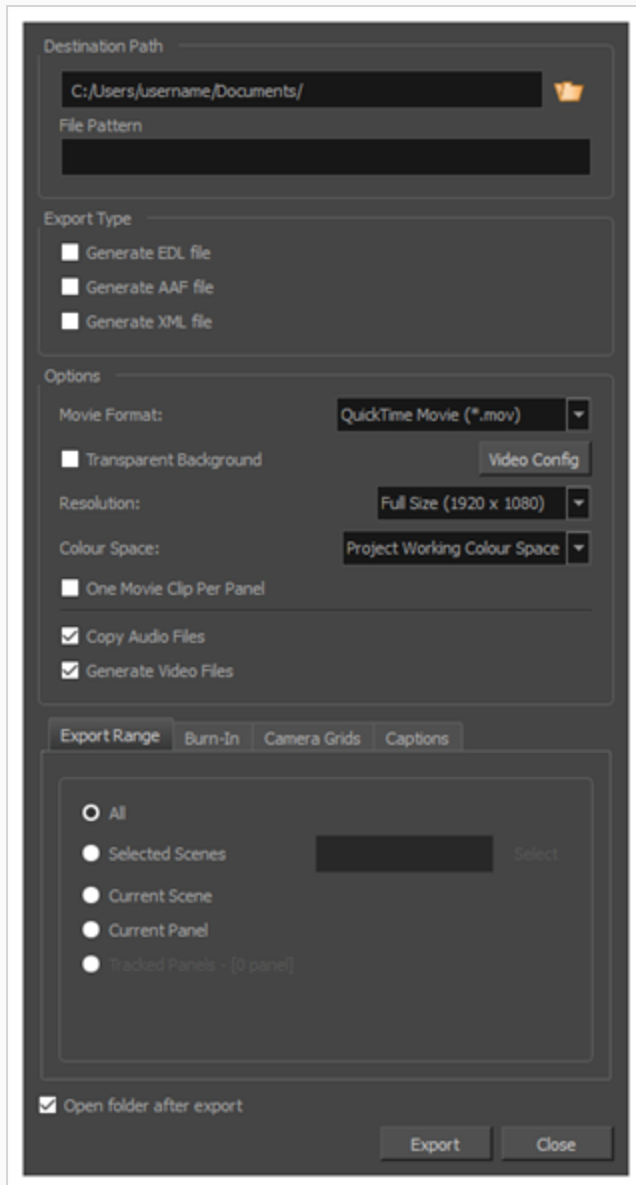 Destination Path
C:/Users/username/Documents/
File Pattern
Export Type
Generate EDL file
Generate AAF file
Generate XML file
Options
Movie Format: QuickTime Movie (*.mov)
Transparent Background Video Config
Resolution: Full Size (1920 x 1080)
Colour Space: Project Working Colour Space
One Movie Clip Per Panel
Copy Audio Files
Generate Video Files
Export Range Burn-In Camera Grids Captions
All
Selected Scenes Select
Current Scene
Current Panel
Tracked Panels - [0 panel]
Open folder after export
Export Close